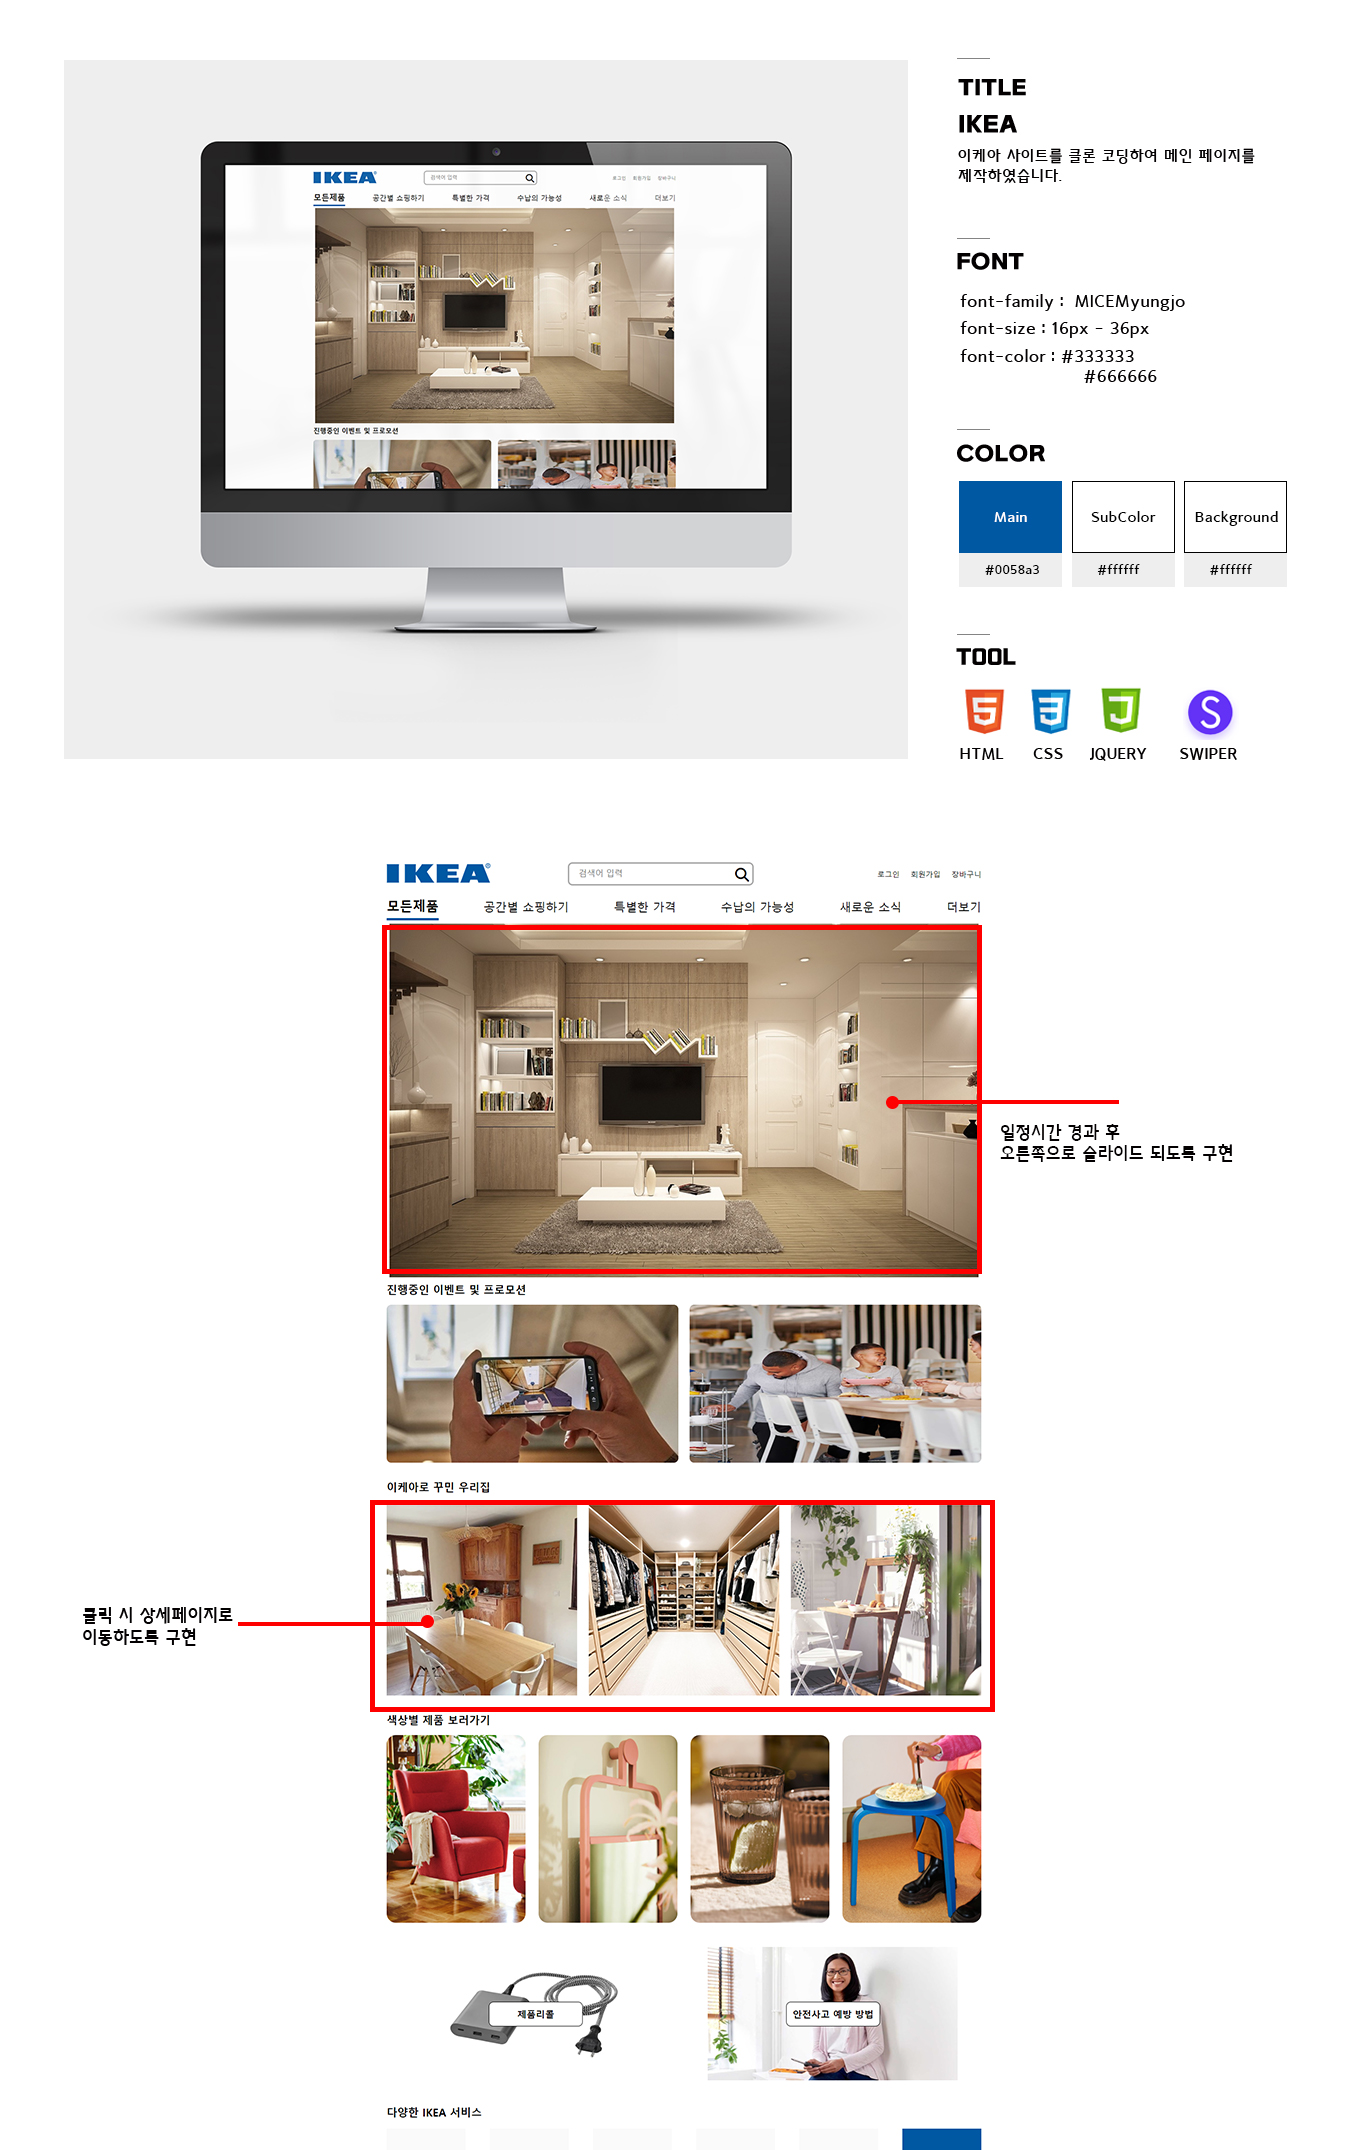 TITLE
IKEA
이케아 사이트를 클론 코딩하여 메인 페이지를
제작하였습니다.
IKEA
검색어 입력
로그인 회원가입 장바구니
모든제품 공간별 쇼핑하기 특별한 가격 수납의 가능성 새로운 소식 더보기
진행중인 이벤트 및 프로모션
FONT
font-family : MICEMyungjo
font-size : 16px - 36px
font-color : #333333
#666666
COLOR
Main SubColor Background
#0058a3 #ffffff #ffffff
TOOL
HTML CSS JQUERY SWIPER
IKEA
검색어 입력
로그인 회원가입 장바구니
모든제품 공간별 쇼핑하기 특별한 가격 수납의 가능성 새로운 소식 더보기
일정시간 경과 후
오른쪽으로 슬라이드 되도록 구현
진행중인 이벤트 및 프로모션
이케아로 꾸민 우리집
클릭 시 상세페이지로
이동하도록 구현
색상별 제품 보러가기
제품리콜
안전사고 예방 방법
다양한 IKEA 서비스